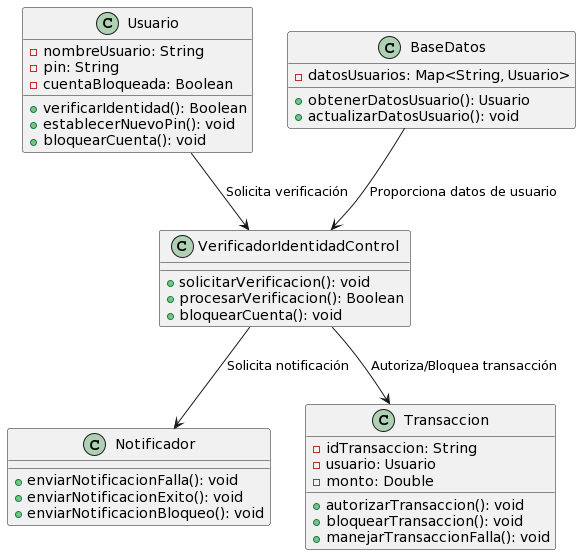 C Usuario
nombreUsuario: String
pin: String
cuentaBloqueada: Boolean
verificarIdentidad(): Boolean
establecerNuevoPin(): void
bloquearCuenta(): void
C BaseDatos
datosUsuarios: Map<String, Usuario>
obtenerDatosUsuario(): Usuario
actualizarDatosUsuario(): void
Solicita verificación
Proporciona datos de usuario
C VerificadorIdentidadControl
solicitarVerificacion(): void
procesarVerificacion(): Boolean
bloquearCuenta(): void
Solicita notificación
Autoriza/Bloquea transacción
C Notificador
enviarNotificacionFalla(): void
enviarNotificacionExito(): void
enviarNotificacionBloqueo(): void
C Transaccion
idTransaccion: String
usuario: Usuario
monto: Double
autorizarTransaccion(): void
bloquearTransaccion(): void
manejarTransaccionFalla(): void